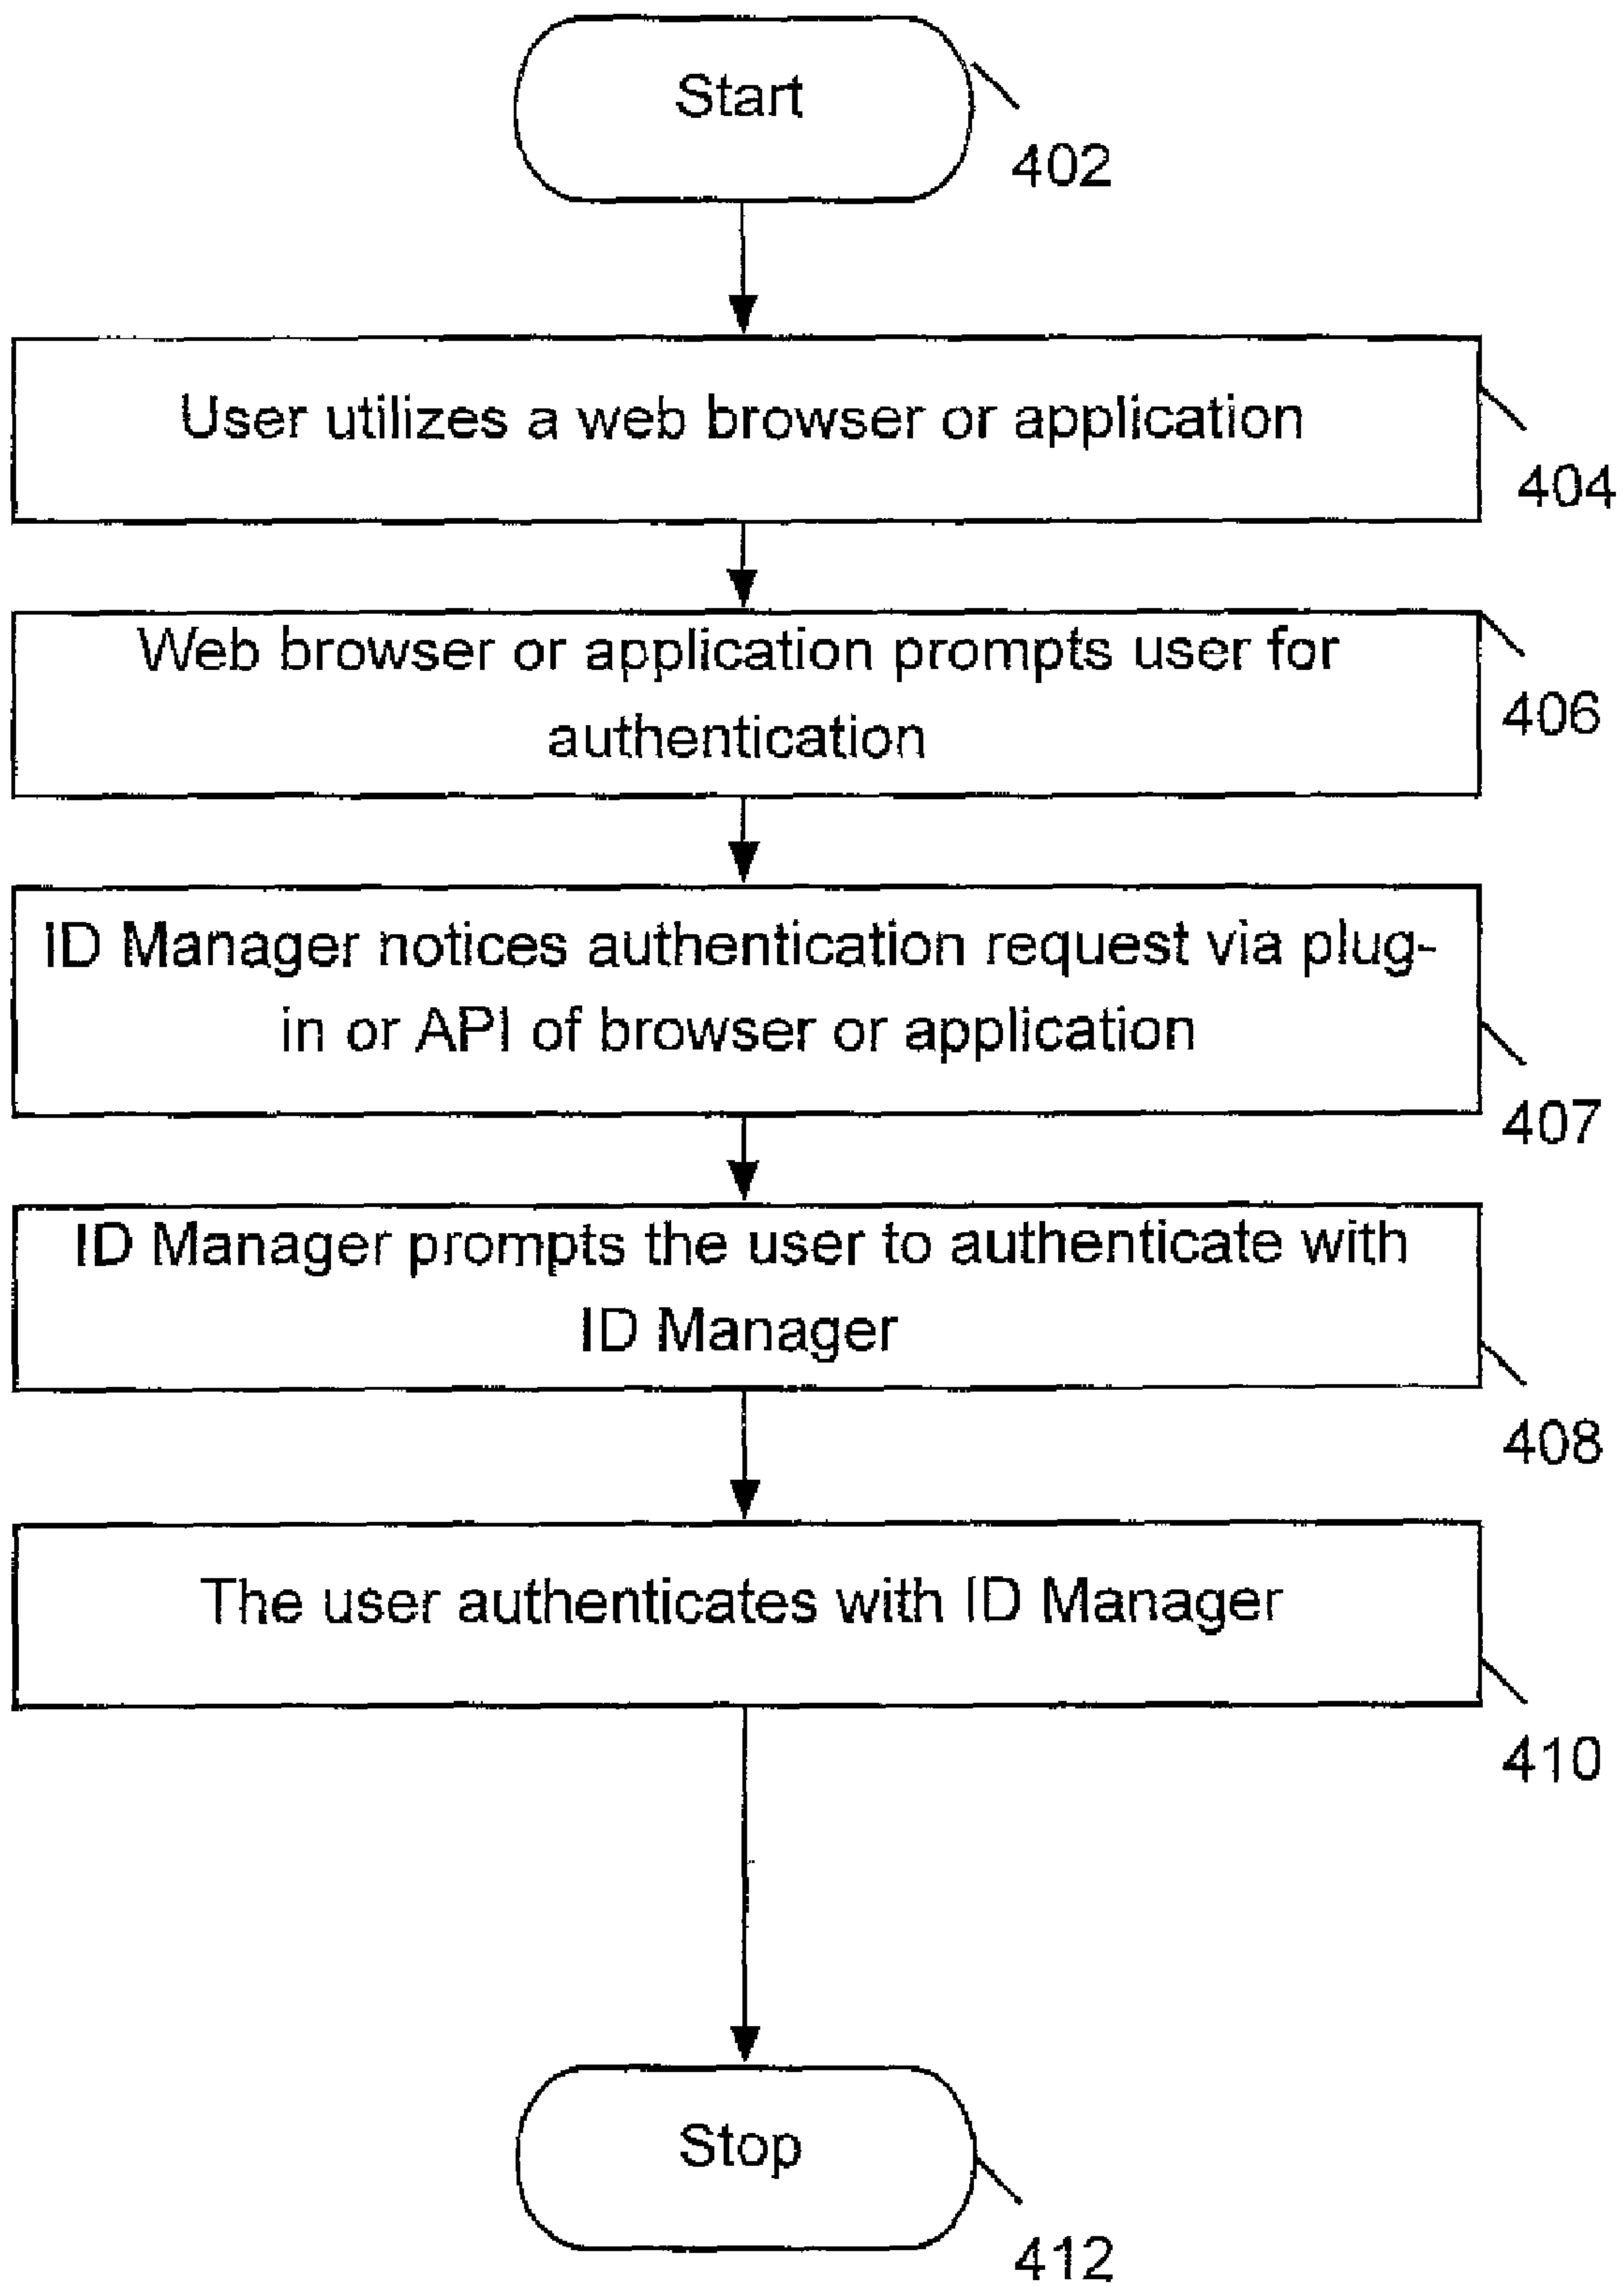 Start
402
User utilizes a web browser or application
404
Web browser or application prompts user for
authentication
406
ID Manager notices authentication request via plug-
in or API of browser or application
407
ID Manager prompts the user to authenticate with
ID Manager
408
The user authenticates with ID Manager
410
Stop
412